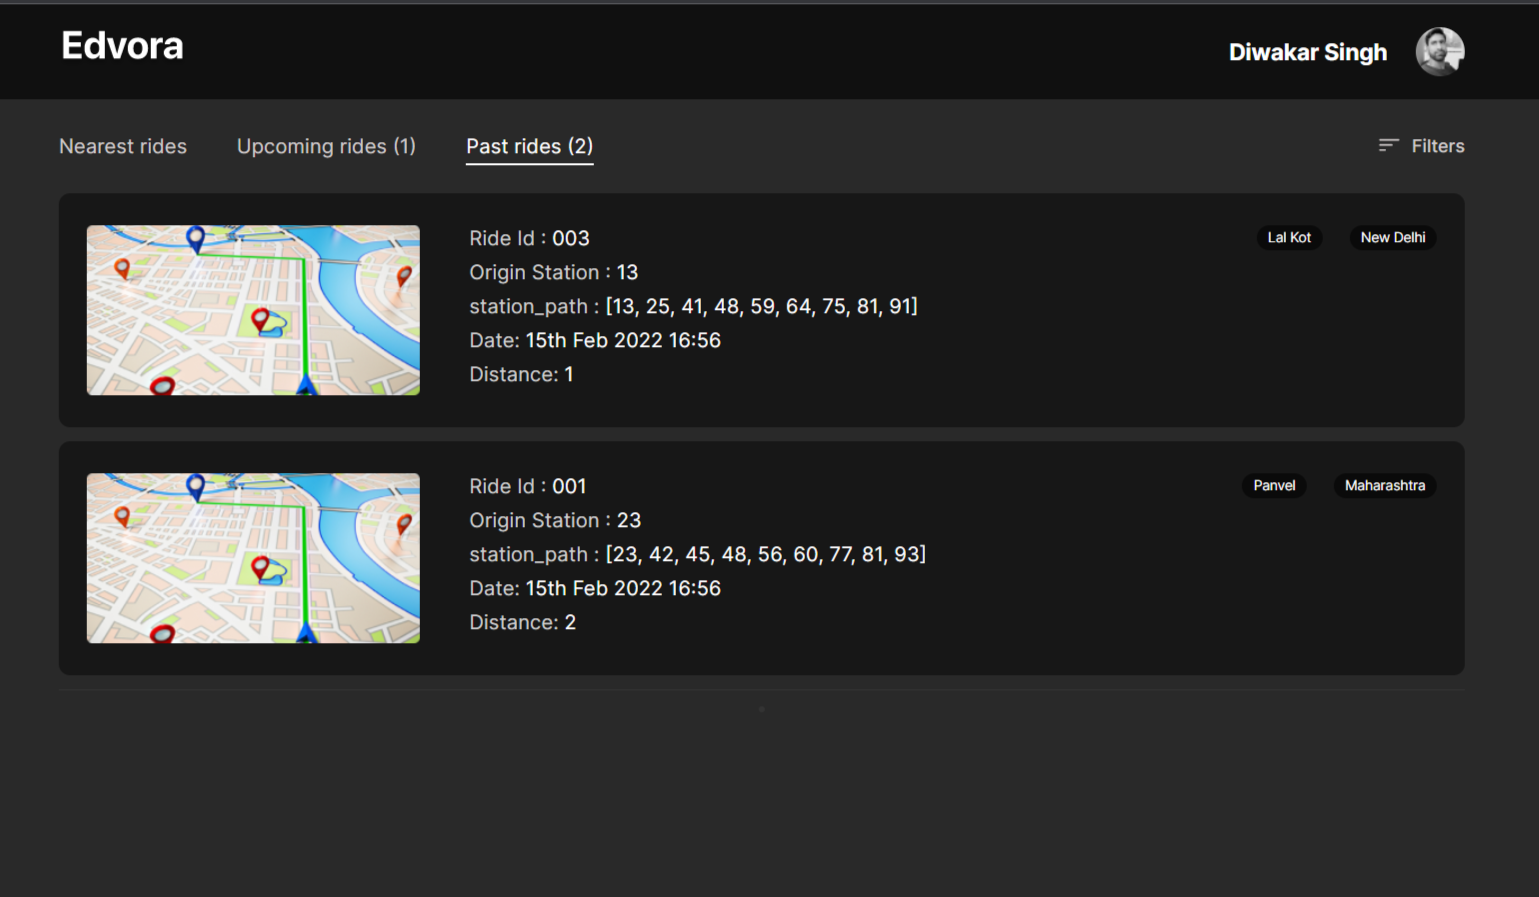 Edvora
Diwakar Singh
Nearest rides
Upcoming rides (1)
Past rides (2)
Filters
Ride Id : 003
Origin Station : 13
station_path : [13, 25, 41, 48, 59, 64, 75, 81, 91]
Date: 15th Feb 2022 16:56
Distance: 1
Lal Kot
New Delhi
Ride Id : 001
Origin Station : 23
station_path : [23, 42, 45, 48, 56, 60, 77, 81, 93]
Date: 15th Feb 2022 16:56
Distance: 2
Panvel
Maharashtra